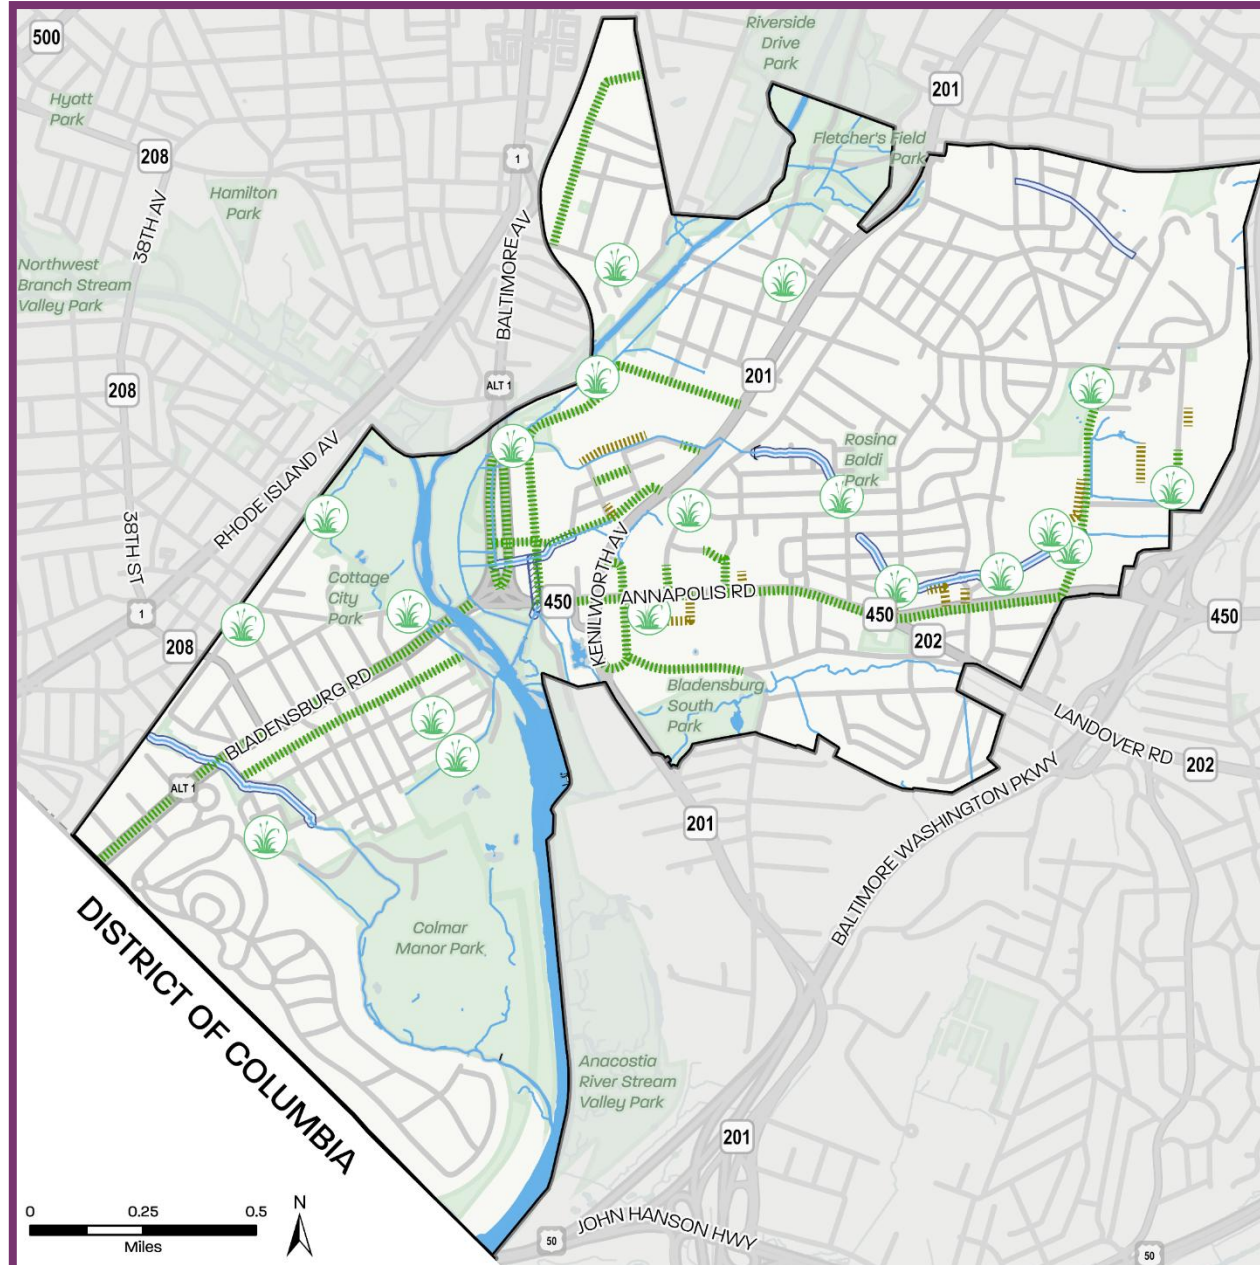 500
Riverside
Drive
Park
201
Hyatt
Park
208
1
Fletcher's Field
Park
38TH AV
Hamilton
Park
Northwest
Branch Stream
Valley Park
BALTIMORE AV
208
ALT 1
201
RHODE ISLAND AV
Rosina
Baldi
Park
38TH ST
Cottage
City
Park
KENILWORTH AV
ANNAPOLIS RD
450
450
202
450
1
208
BLADENSBURG RD
Bladensburg
South
Park
LANDOVER RD
202
ALT 1
201
BALTIMORE WASHINGTON PKWY
DISTRICT OF COLUMBIA
Colmar
Manor Park
Anacostia
River Stream
Valley Park
201
0 0.25 0.5
Miles
N
50
JOHN HANSON HWY
50